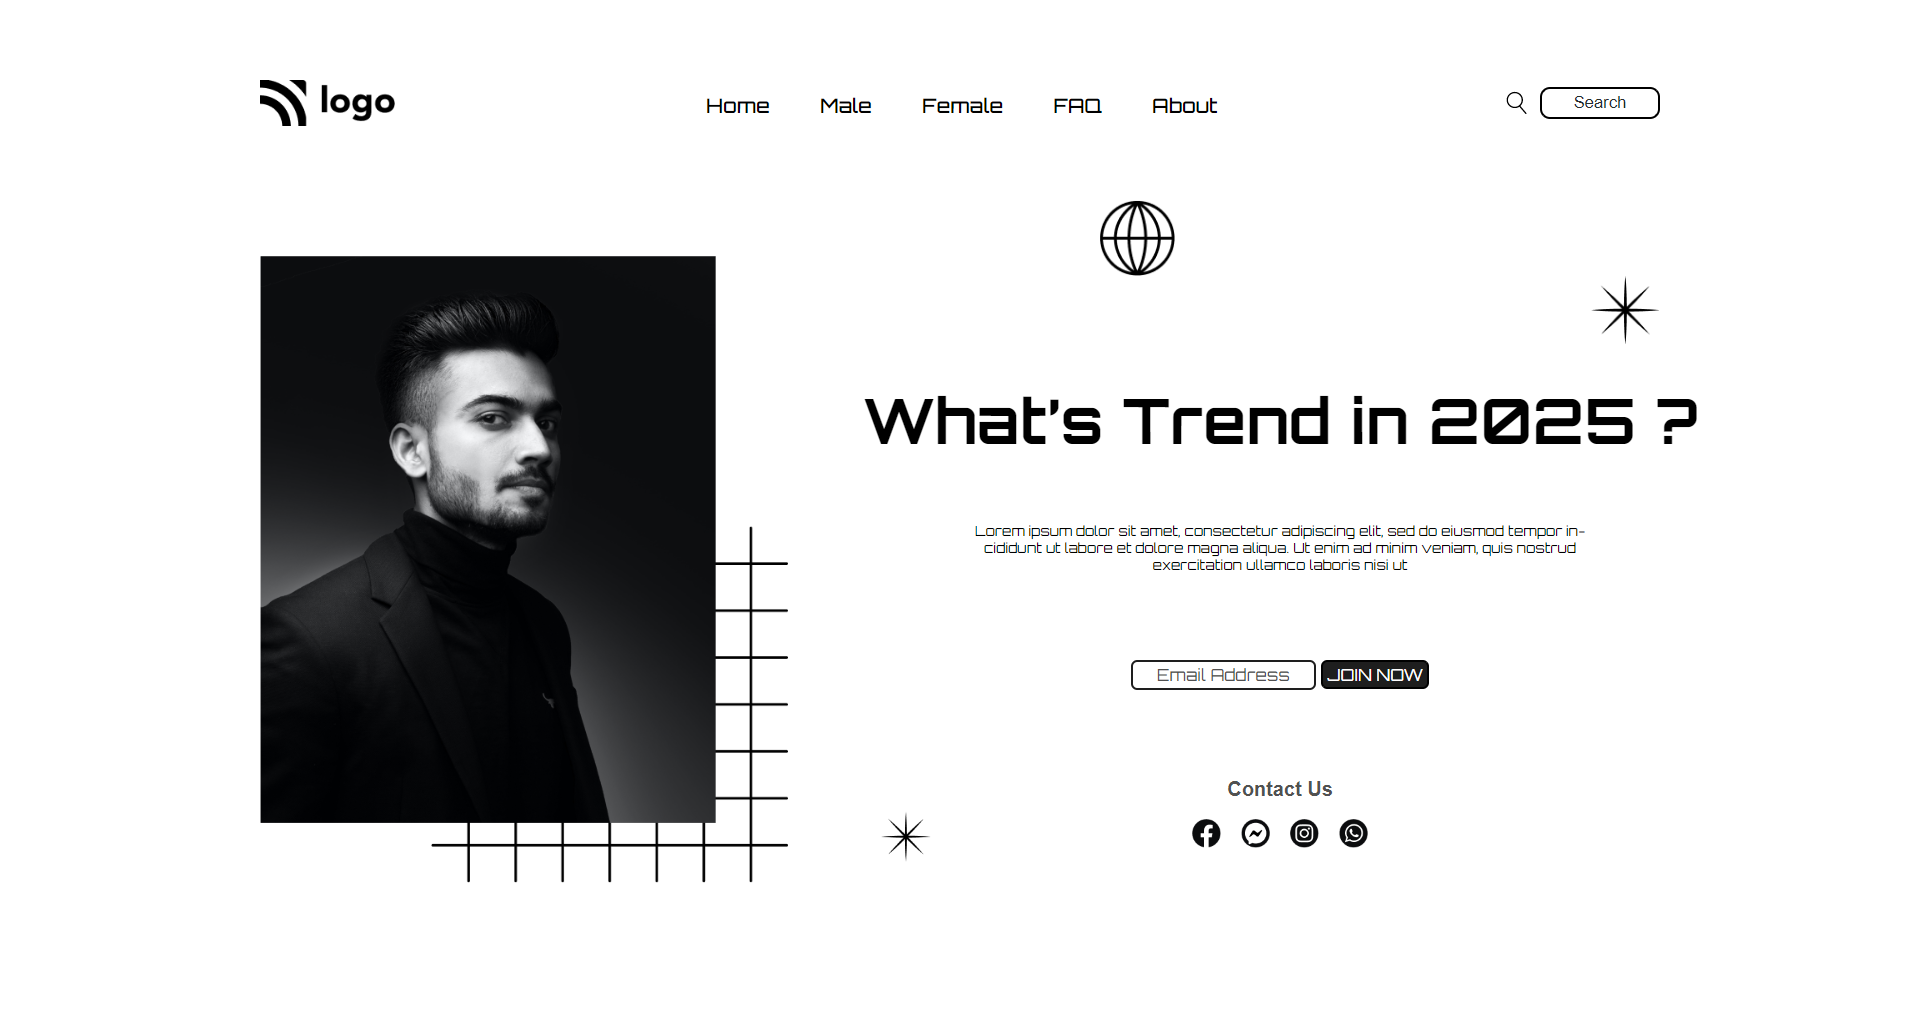 logo
Home
Male
Female
FAQ
About
Search
What's Trend in 2025 ?
Lorem ipsum dolor sit amet, consectetur adipiscing elit, sed do eiusmod tempor in-
cididunt ut labore et dolore magna aliqua. Ut enim ad minim veniam, quis nostrud
exercitation ullamco laboris nisi ut
Email Address
JOIN NOW
Contact Us